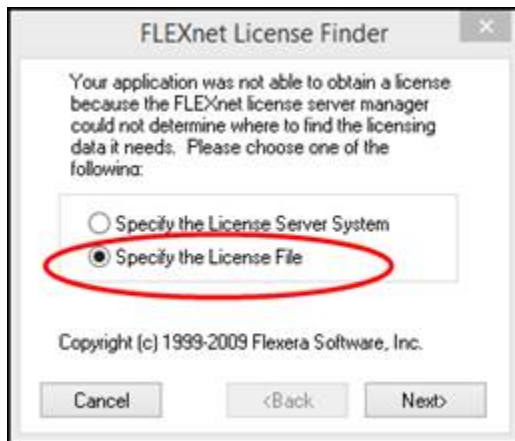 FLEXnet License Finder
Your application was not able to obtain a license
because the FLEXnet license server manager
could not determine where to find the licensing
data it needs. Please choose one of the
following:
Specify the License Server System
Specify the License File
Copyright (c) 1999-2009 Flexera Software, Inc.
Cancel
<Back
Next>